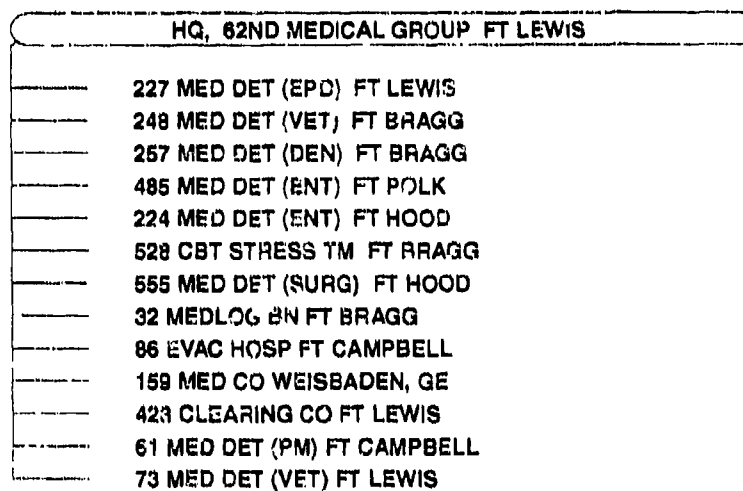 HQ, 62ND MEDICAL GROUP FT LEWIS
227 MED DET (EPD) FT LEWIS
248 MED DET (VET) FT BRAGG
257 MED DET (DEN) FT BRAGG
485 MED DET (ENT) FT POLK
224 MED DET (ENT) FT HOOD
528 CBT STRESS TM FT BRAGG
555 MED DET (SURG) FT HOOD
32 MEDLOG BN FT BRAGG
86 EVAC HOSP FT CAMPBELL
159 MED CO WEISBADEN, GE
423 CLEARING CO FT LEWIS
61 MED DET (PM) FT CAMPBELL
73 MED DET (VET) FT LEWIS